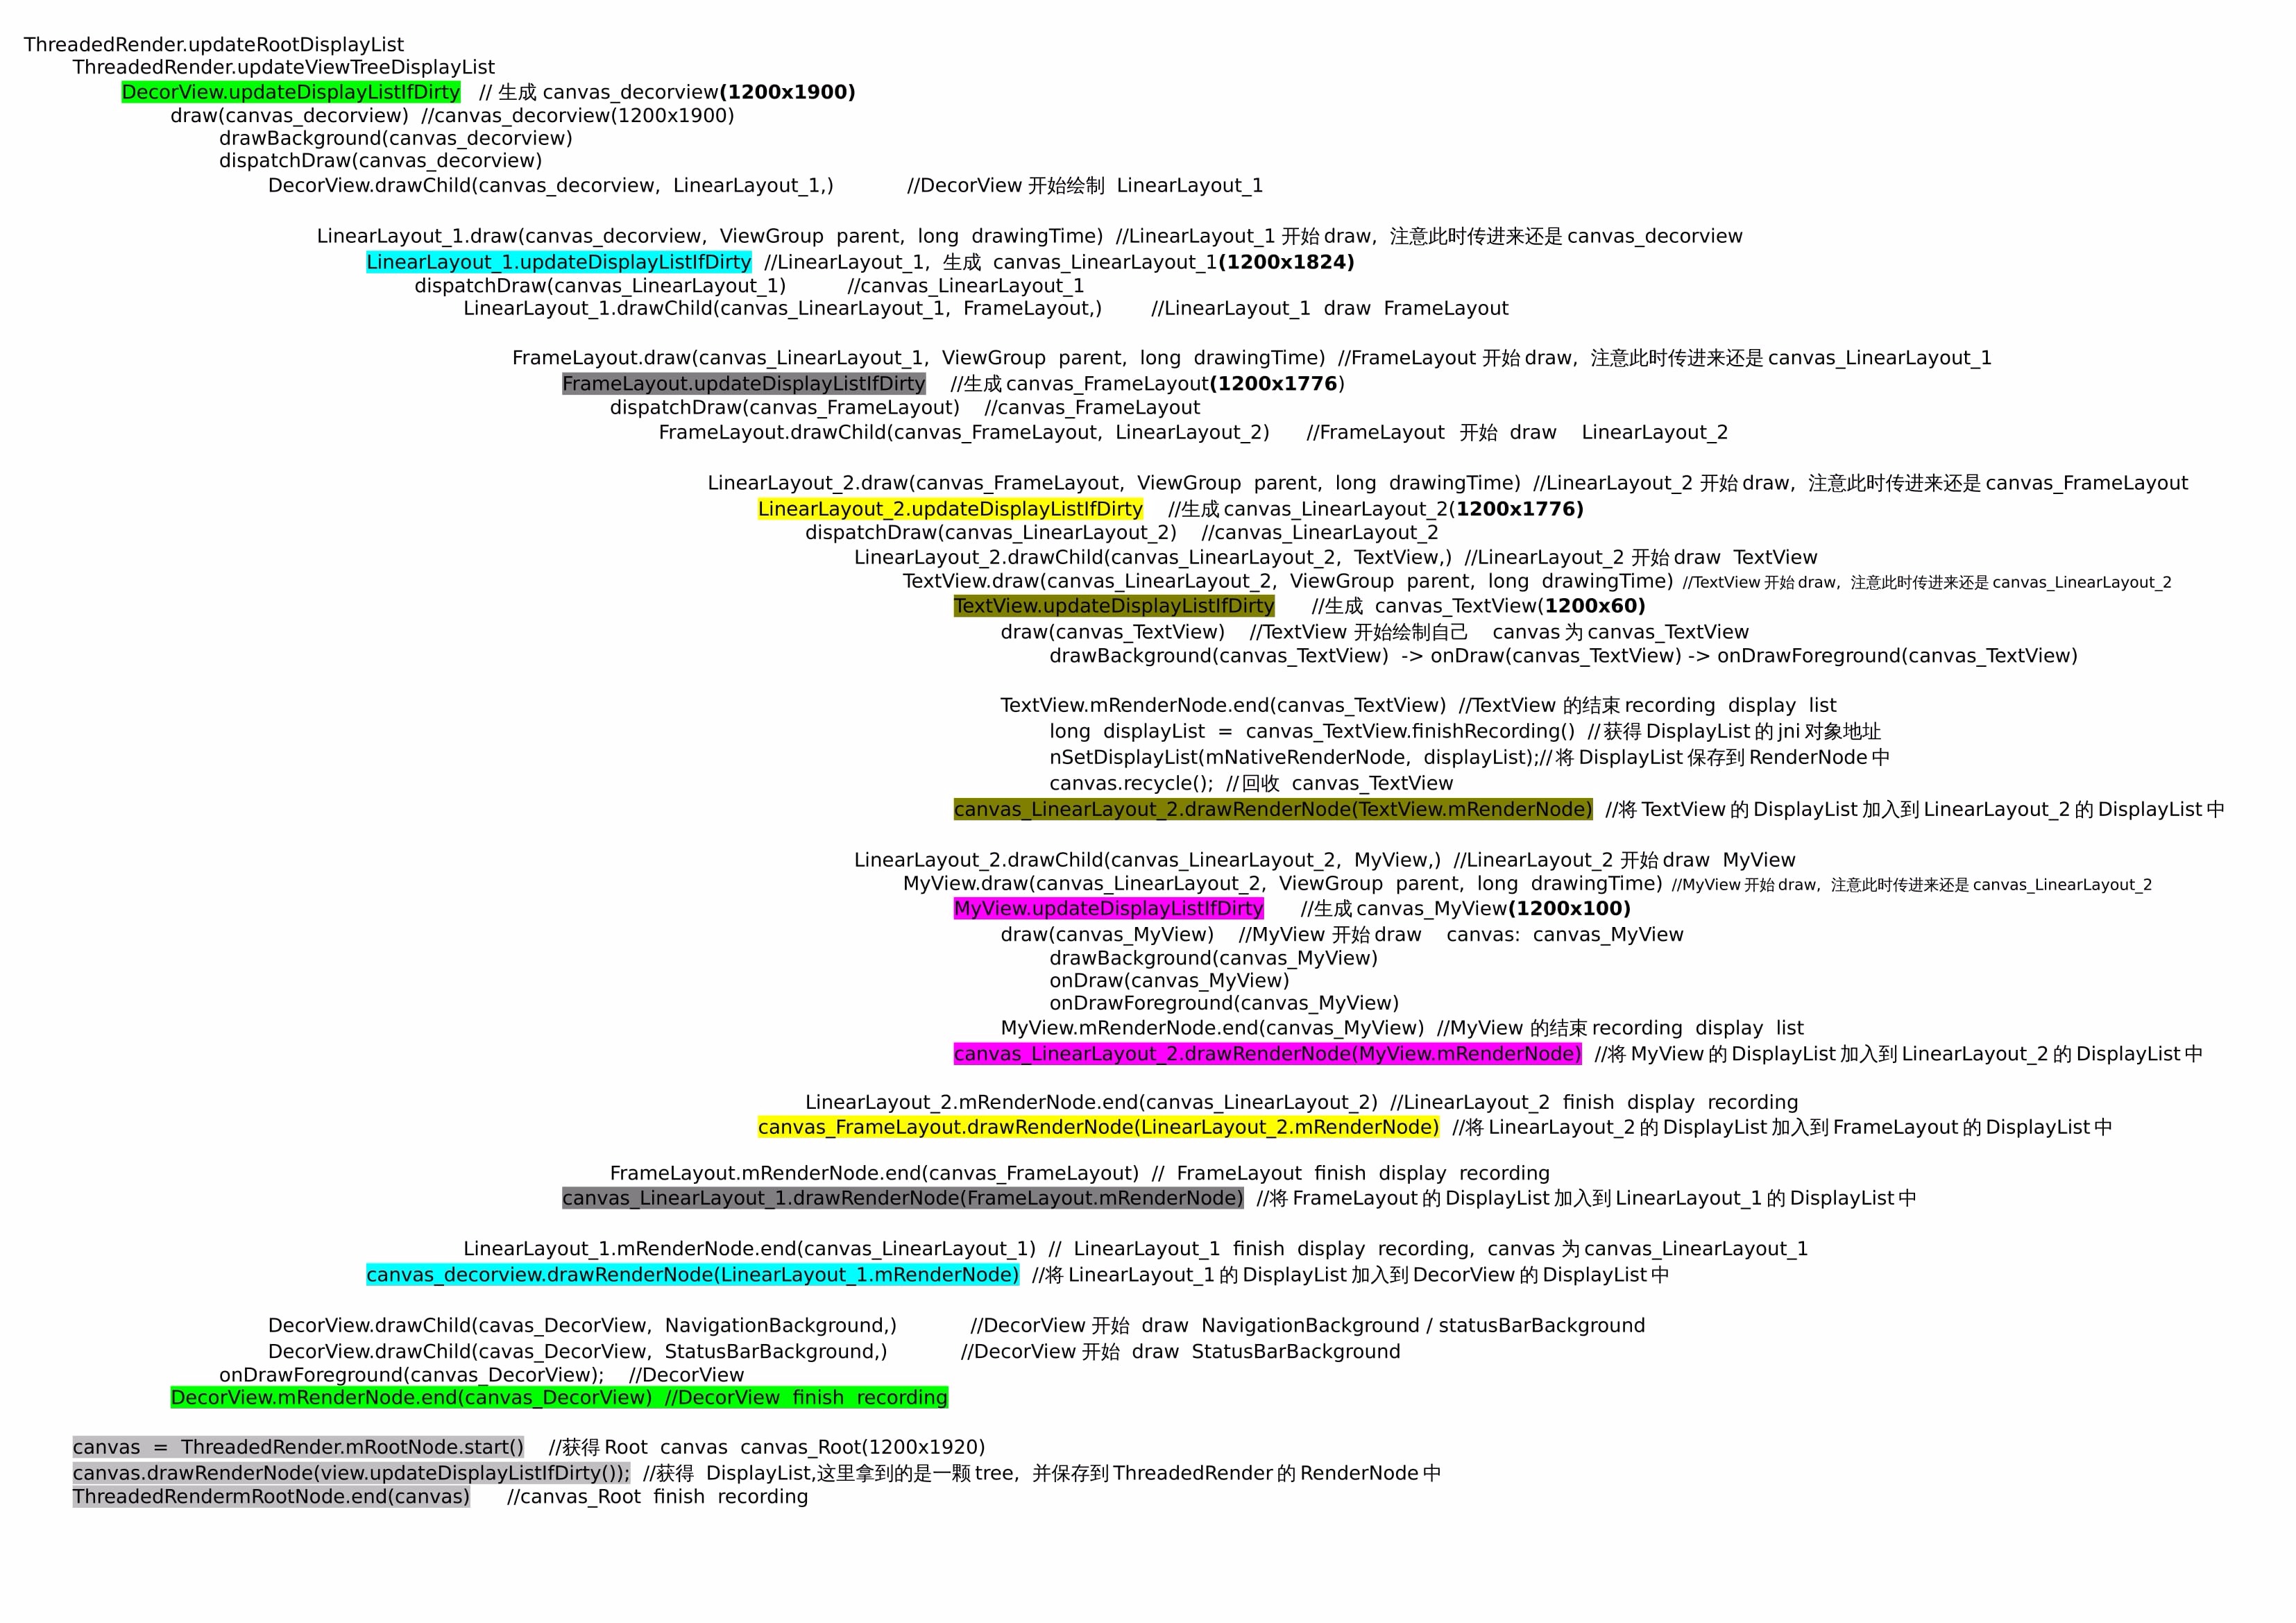 ThreadedRender.updateRootDisplayList
ThreadedRender.updateViewTreeDisplayList
DecorView.updateDisplayListIfDirty // 生成 canvas_decorview(1200x1900)
draw(canvas_decorview) //canvas_decorview(1200x1900)
drawBackground(canvas_decorview)
dispatchDraw(canvas_decorview)
DecorView.drawChild(canvas_decorview, LinearLayout_1,) //DecorView 开始绘制 LinearLayout_1
LinearLayout_1.draw(canvas_decorview, ViewGroup parent, long drawingTime) //LinearLayout_1 开始 draw, 注意此时传进来还是 canvas_decorview
LinearLayout_1.updateDisplayListIfDirty //LinearLayout_1, 生成 canvas_LinearLayout_1(1200x1824)
dispatchDraw(canvas_LinearLayout_1) //canvas_LinearLayout_1
LinearLayout_1.drawChild(canvas_LinearLayout_1, FrameLayout,) //LinearLayout_1 draw FrameLayout
FrameLayout.draw(canvas_LinearLayout_1, ViewGroup parent, long drawingTime) //FrameLayout 开始 draw, 注意此时传进来还是 canvas_LinearLayout_1
FrameLayout.updateDisplayListIfDirty //生成 canvas_FrameLayout(1200x1776)
dispatchDraw(canvas_FrameLayout) //canvas_FrameLayout
FrameLayout.drawChild(canvas_FrameLayout, LinearLayout_2) //FrameLayout 开始 draw LinearLayout_2
LinearLayout_2.draw(canvas_FrameLayout, ViewGroup parent, long drawingTime) //LinearLayout_2 开始 draw, 注意此时传进来还是 canvas_FrameLayout
LinearLayout_2.updateDisplayListIfDirty //生成 canvas_LinearLayout_2(1200x1776)
dispatchDraw(canvas_LinearLayout_2) //canvas_LinearLayout_2
LinearLayout_2.drawChild(canvas_LinearLayout_2, TextView,) //LinearLayout_2 开始 draw TextView
TextView.draw(canvas_LinearLayout_2, ViewGroup parent, long drawingTime) //TextView 开始 draw, 注意此时传进来还是 canvas_LinearLayout_2
TextView.updateDisplayListIfDirty //生成 canvas_TextView(1200x60)
draw(canvas_TextView) //TextView 开始绘制自己 canvas 为 canvas_TextView
drawBackground(canvas_TextView) -> onDraw(canvas_TextView) -> onDrawForeground(canvas_TextView)
TextView.mRenderNode.end(canvas_TextView) //TextView 的结束 recording display list
long displayList = canvas_TextView.finishRecording() //获得 DisplayList 的 jni 对象地址
nSetDisplayList(mNativeRenderNode, displayList);//将 DisplayList 保存到 RenderNode 中
canvas.recycle(); //回收 canvas_TextView
canvas_LinearLayout_2.drawRenderNode(TextView.mRenderNode) //将 TextView 的 DisplayList 加入到 LinearLayout_2 的 DisplayList 中
LinearLayout_2.drawChild(canvas_LinearLayout_2, MyView,) //LinearLayout_2 开始 draw MyView
MyView.draw(canvas_LinearLayout_2, ViewGroup parent, long drawingTime) //MyView 开始 draw, 注意此时传进来还是 canvas_LinearLayout_2
MyView.updateDisplayListIfDirty //生成 canvas_MyView(1200x100)
draw(canvas_MyView) //MyView 开始 draw canvas: canvas_MyView
drawBackground(canvas_MyView)
onDraw(canvas_MyView)
onDrawForeground(canvas_MyView)
MyView.mRenderNode.end(canvas_MyView) //MyView 的结束 recording display list
canvas_LinearLayout_2.drawRenderNode(MyView.mRenderNode) //将 MyView 的 DisplayList 加入到 LinearLayout_2 的 DisplayList 中
LinearLayout_2.mRenderNode.end(canvas_LinearLayout_2) //LinearLayout_2 finish display recording
canvas_FrameLayout.drawRenderNode(LinearLayout_2.mRenderNode) //将 LinearLayout_2 的 DisplayList 加入到 FrameLayout 的 DisplayList 中
FrameLayout.mRenderNode.end(canvas_FrameLayout) // FrameLayout finish display recording
canvas_LinearLayout_1.drawRenderNode(FrameLayout.mRenderNode) //将 FrameLayout 的 DisplayList 加入到 LinearLayout_1 的 DisplayList 中
LinearLayout_1.mRenderNode.end(canvas_LinearLayout_1) // LinearLayout_1 finish display recording, canvas 为 canvas_LinearLayout_1
canvas_decorview.drawRenderNode(LinearLayout_1.mRenderNode) //将 LinearLayout_1 的 DisplayList 加入到 DecorView 的 DisplayList 中
DecorView.drawChild(cavas_DecorView, NavigationBackground,) //DecorView 开始 draw NavigationBackground / statusBarBackground
DecorView.drawChild(cavas_DecorView, StatusBarBackground,) //DecorView 开始 draw StatusBarBackground
onDrawForeground(canvas_DecorView); //DecorView
DecorView.mRenderNode.end(canvas_DecorView) //DecorView finish recording
canvas = ThreadedRender.mRootNode.start() //获得 Root canvas canvas_Root(1200x1920)
canvas.drawRenderNode(view.updateDisplayListIfDirty()); //获得 DisplayList,这里拿到的是一颗 tree, 并保存到 ThreadedRender 的 RenderNode 中
ThreadedRendermRootNode.end(canvas) //canvas_Root finish recording